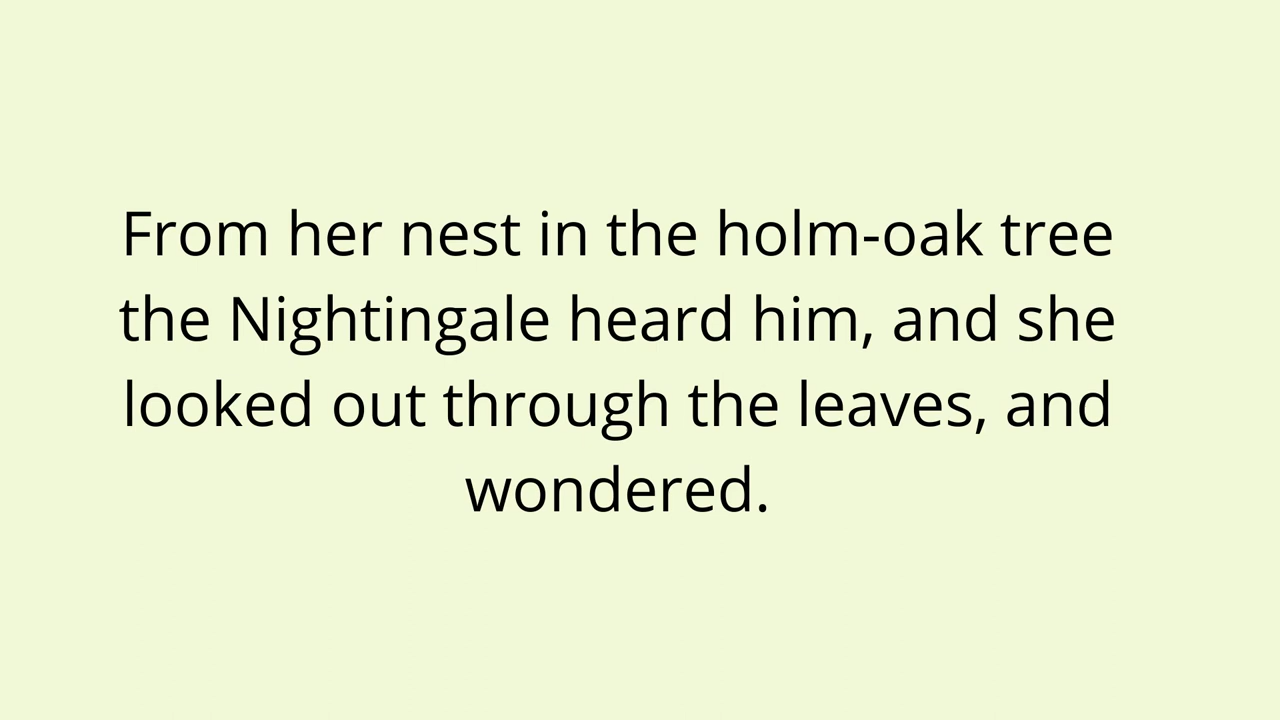 From her nest in the holm-oak tree
the Nightingale heard him, and she
looked out through the leaves, and
wondered.